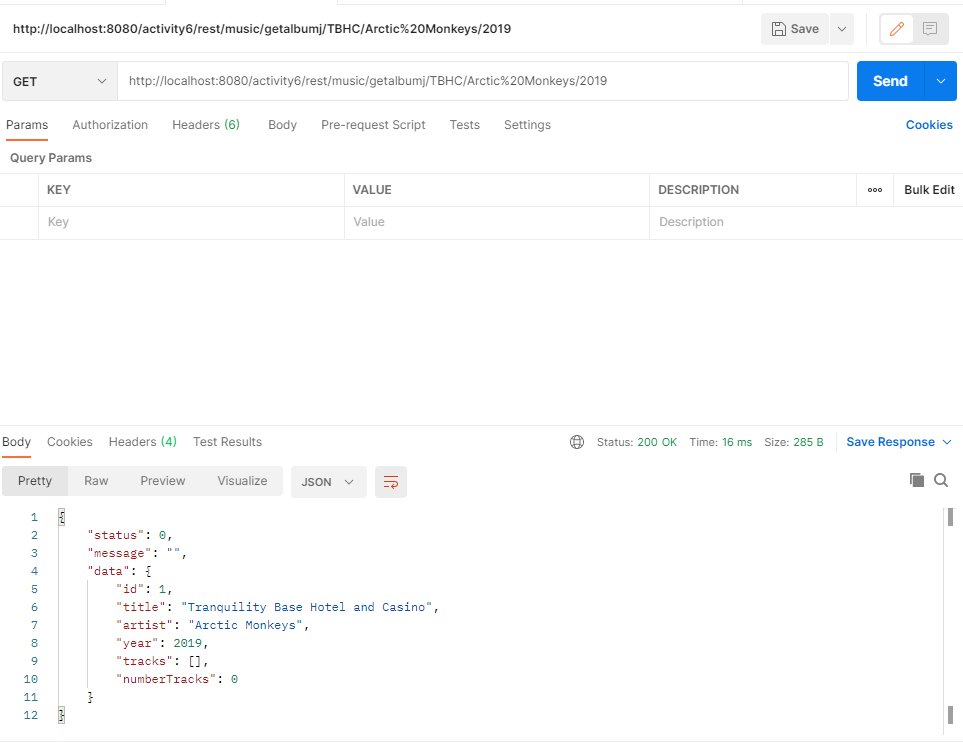 http://localhost:8080/activity6/rest/music/getalbumj/TBHC/Arctic%20Monkeys/2019 Save
GET http://localhost:8080/activity6/rest/music/getalbumj/TBHC/Arctic%20Monkeys/2019 Send
Params Authorization Headers (6) Body Pre-request Script Tests Settings Cookies
Query Params
KEY VALUE DESCRIPTION ooo Bulk Edit
Key Value Description
Body Cookies Headers (4) Test Results Status: 200 OK Time: 16 ms Size: 285 B Save Response
Pretty Raw Preview Visualize JSON
1 {
2 "status": 0,
3 "message": "",
4 "data": {
5 "id": 1,
6 "title": "Tranquility Base Hotel and Casino",
7 "artist": "Arctic Monkeys",
8 "year": 2019,
9 "tracks": [],
10 "numberTracks": 0
11 }
12 }